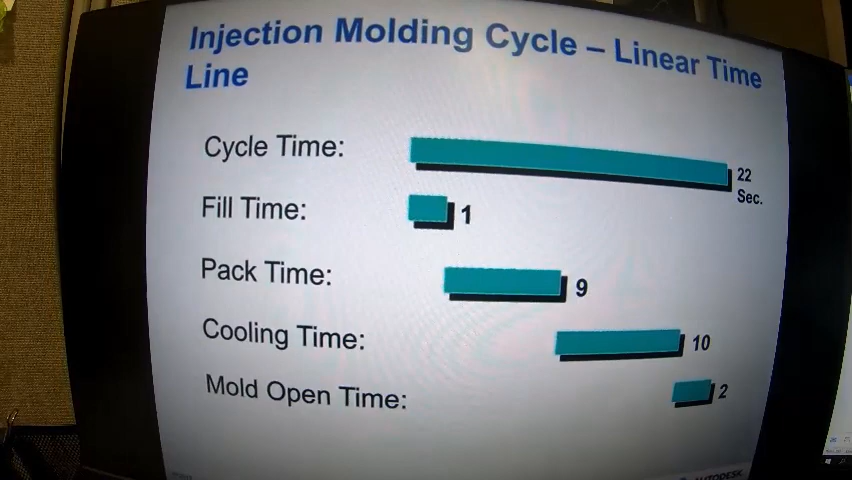 Injection Molding Cycle – Linear Time
Line
Cycle Time:
22
Sec.
Fill Time:
1
Pack Time:
9
Cooling Time:
10
Mold Open Time:
2
AUTODESK